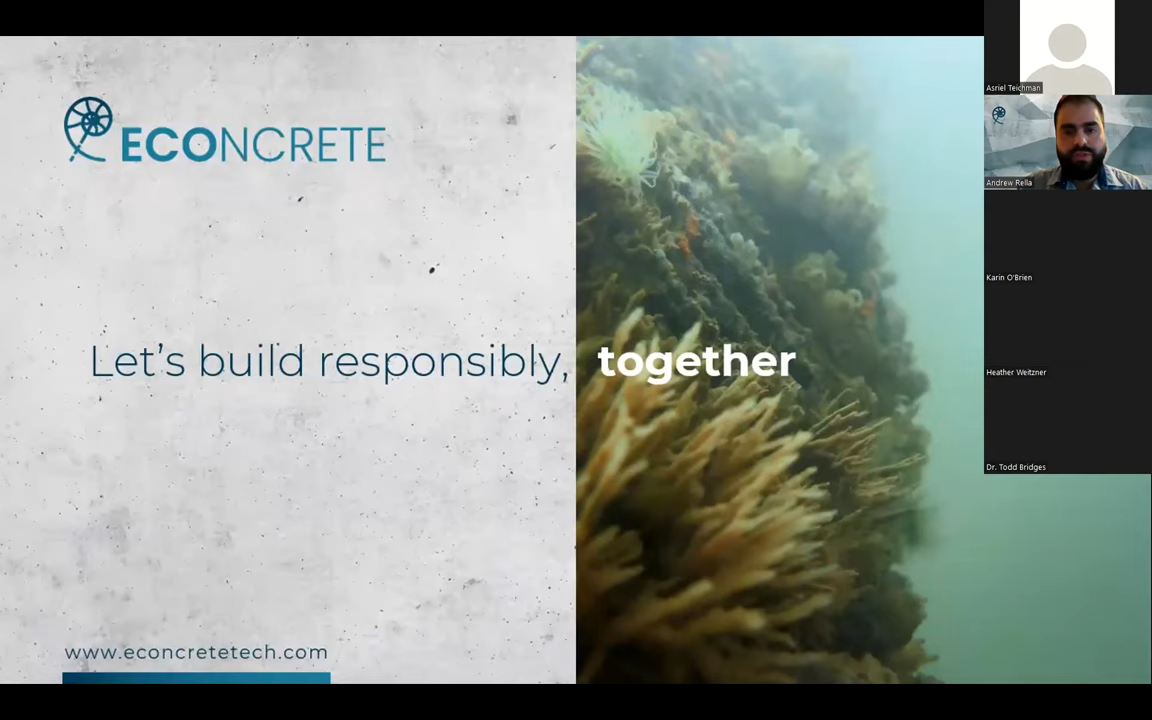 ECONCRETE
Let's build responsibly, together
www.econcretetech.com
Asriel Teichman
Andrew Rella
Karin O'Brien
Heather Weitzner
Dr. Todd Bridges